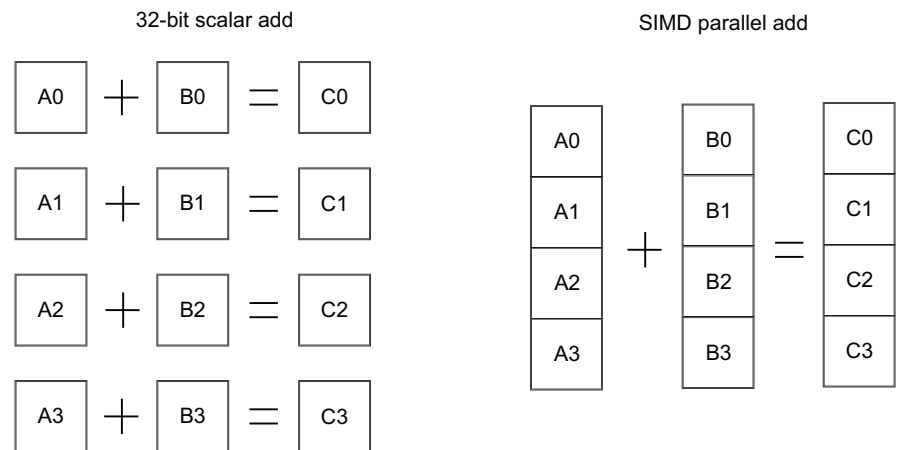 32-bit scalar add
A0 + B0 = C0
A1 + B1 = C1
A2 + B2 = C2
A3 + B3 = C3
SIMD parallel add
A0 B0 C0
A1 B1 C1
+ =
A2 B2 C2
A3 B3 C3